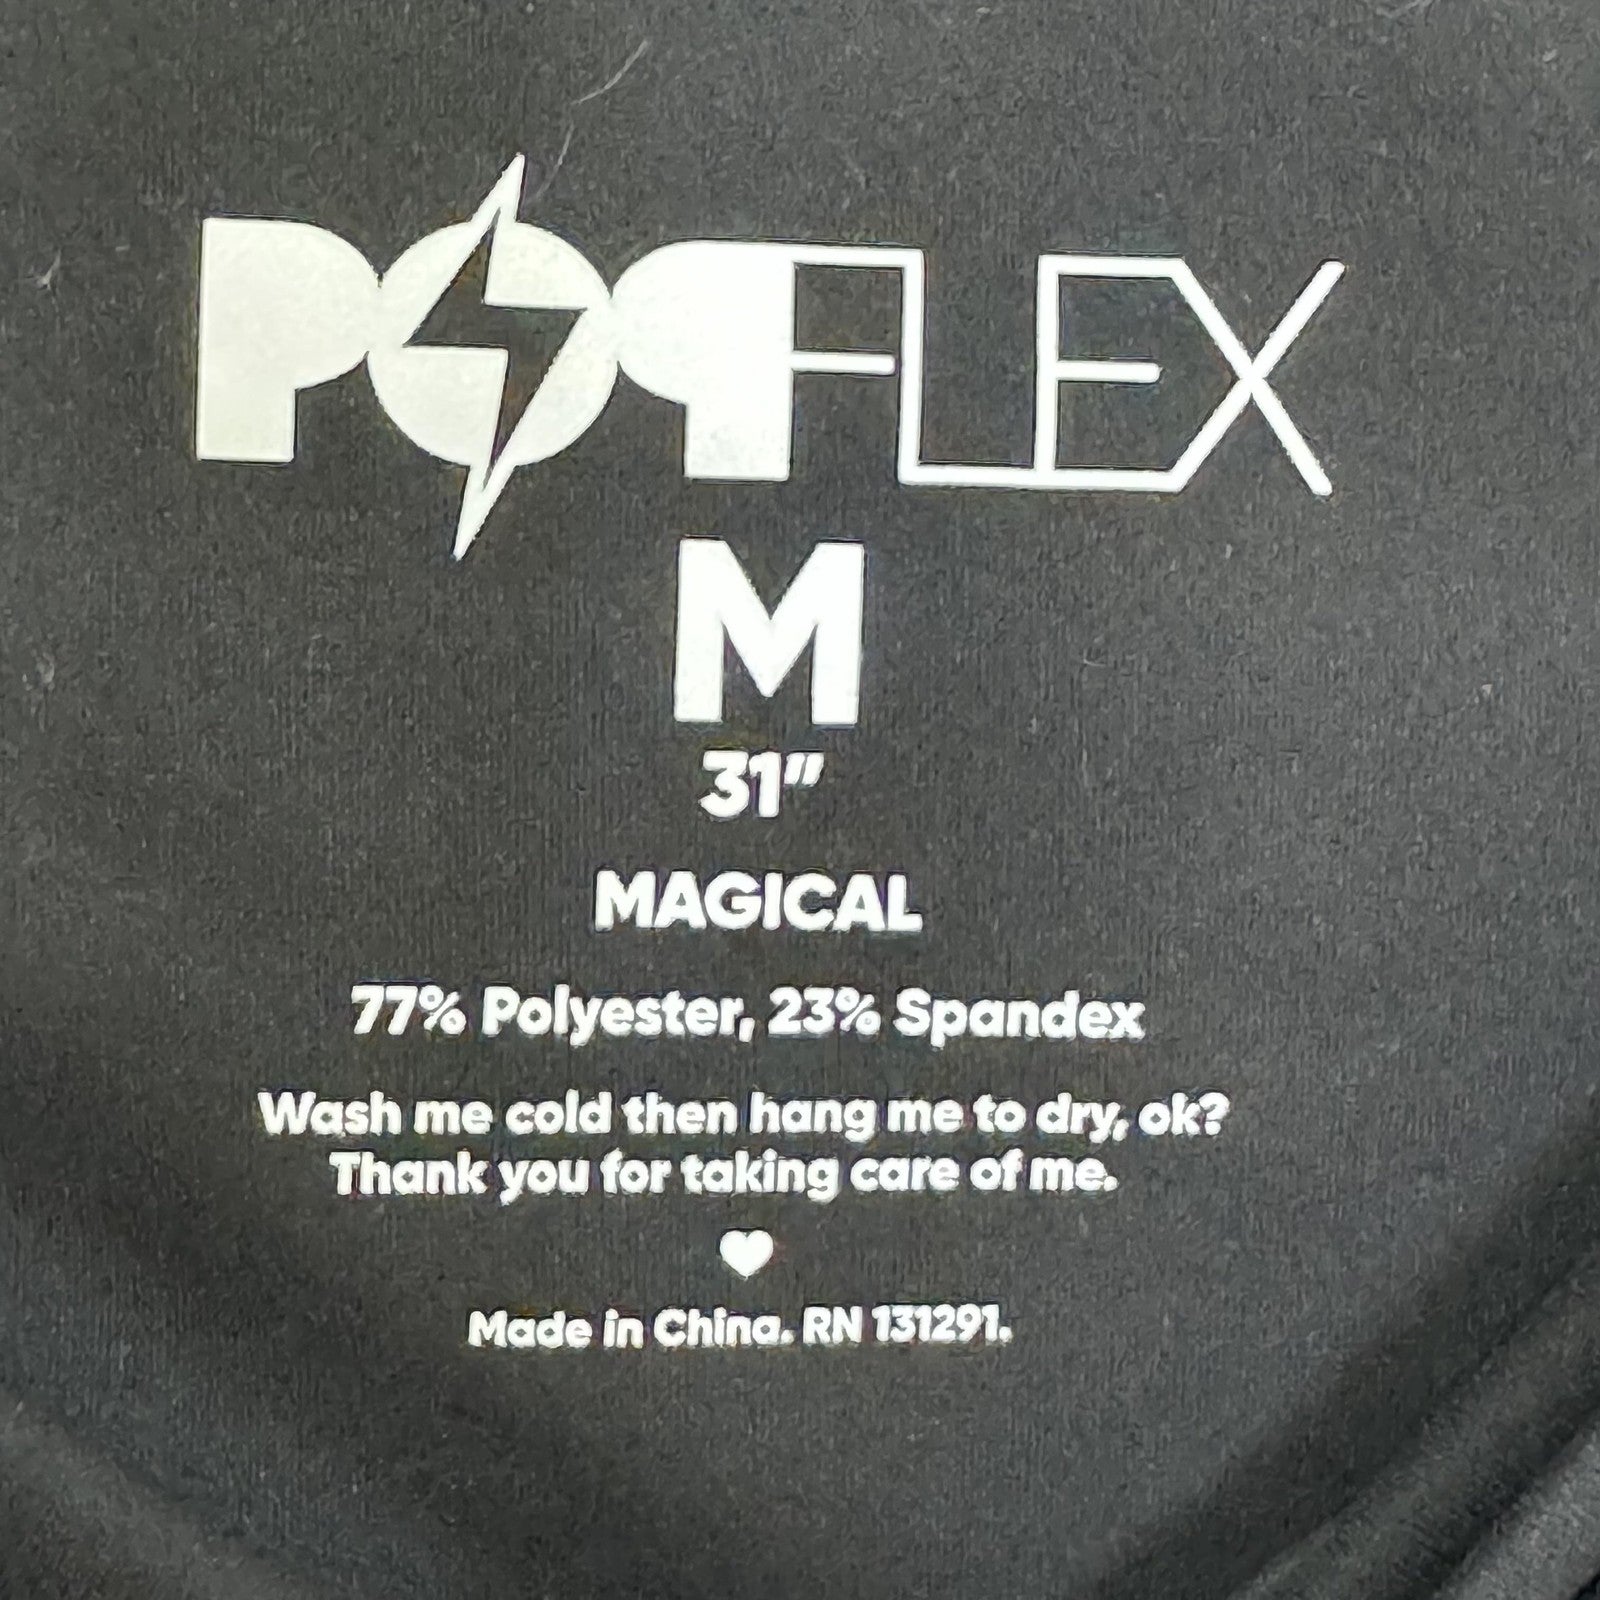 POPFLEX
M
31"
MAGICAL
77% Polyester, 23% Spandex
Wash me cold then hang me to dry, ok?
Thank you for taking care of me.
Made in China. RN 131291.